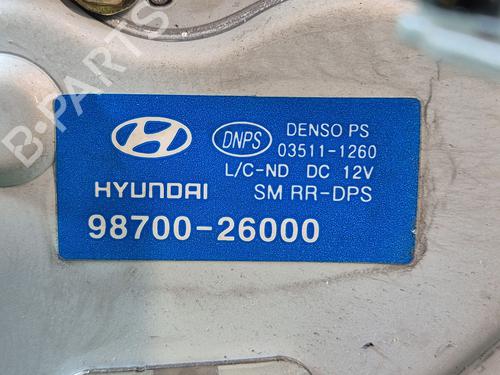 B-PARTS
DNPS
DENSO PS
03511-1260
L/C-ND DC 12V
HYUNDAI
SM RR-DPS
98700-26000